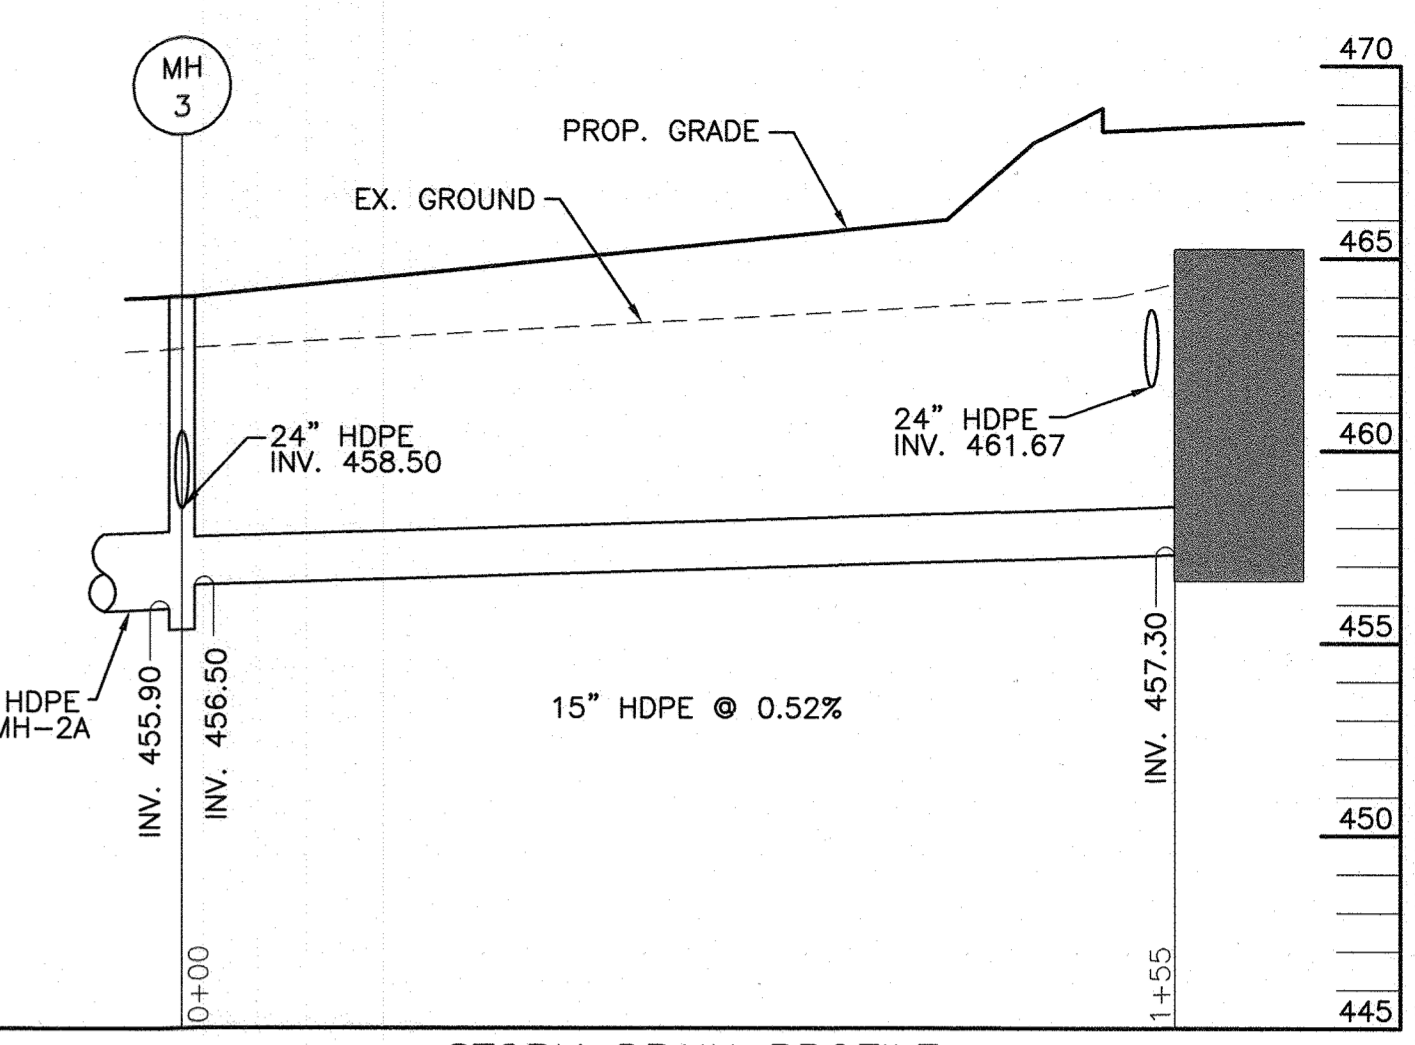 MH
3
470
PROP. GRADE
EX. GROUND
465
24" HDPE
INV. 458.50
24" HDPE
INV. 461.67
460
455
HDPE
MH-2A
INV. 455.90
INV. 456.50
15" HDPE @ 0.52%
INV. 457.30
450
0+00
1+55
445